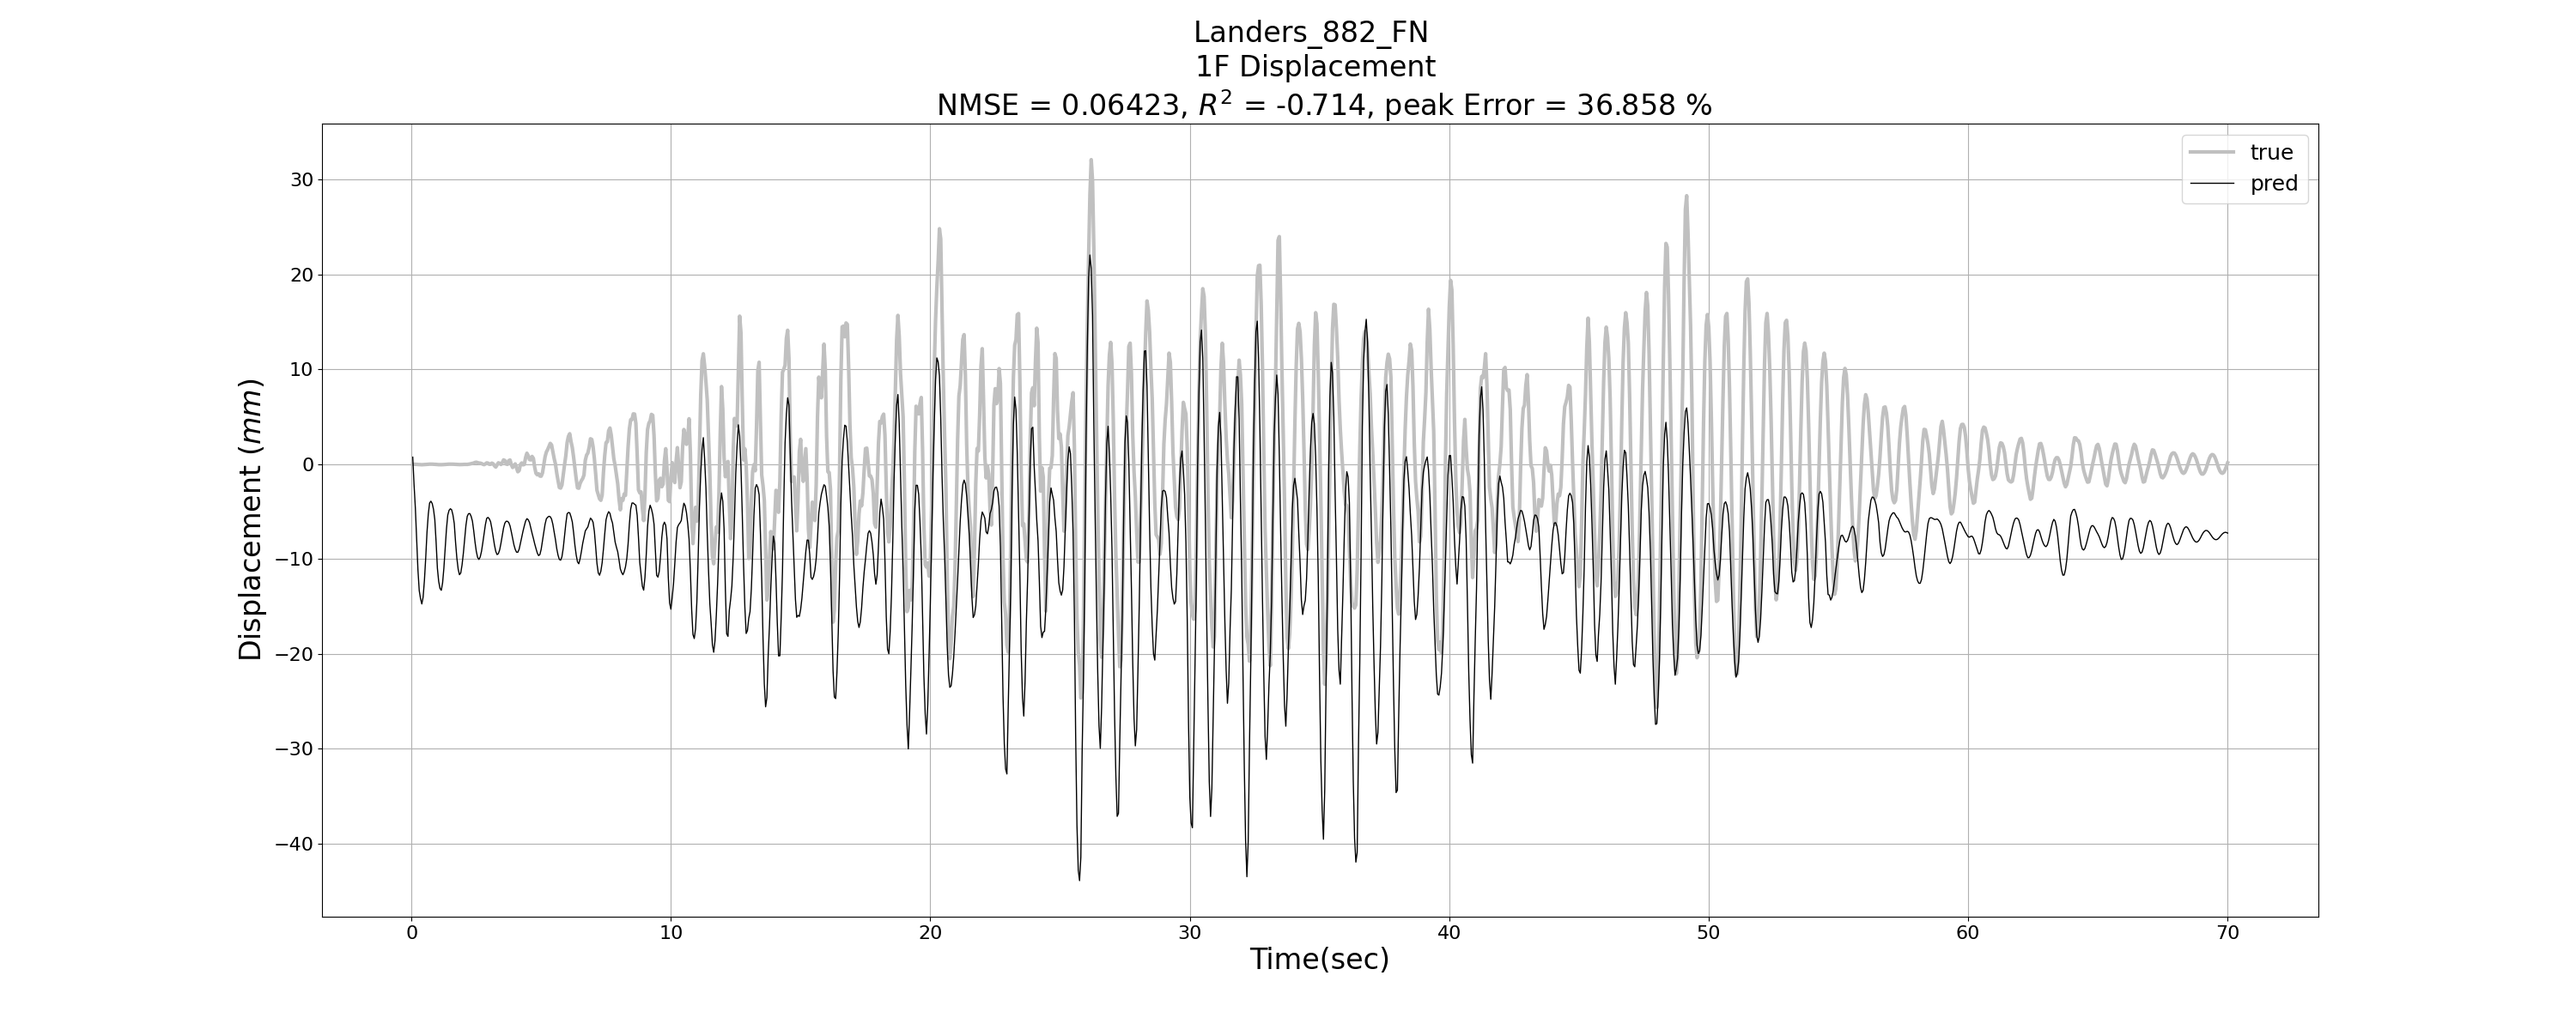 Landers_882_FN
1F Displacement
NMSE = 0.06423, R² = -0.714, peak Error = 36.858 %
true
pred
Displacement (mm)
30
20
10
0
−10
−20
−30
−40
0 10 20 30 40 50 60 70
Time(sec)